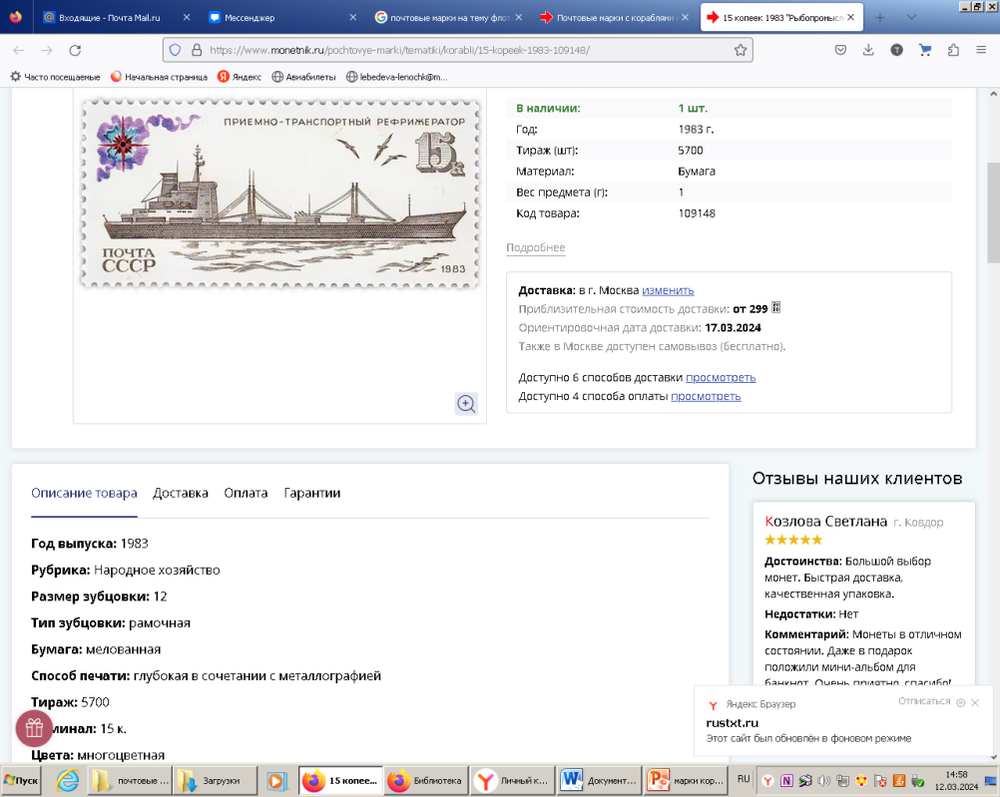 Входящие - Почта Mail.ru
Мессенджер
почтовые марки на тему флот
Почтовые марки с кораблями
15 копеек 1983 "Рыбопромысл
https://www.monetnik.ru/pochtovye-marki/tematiki/korabli/15-kopeek-1983-109148/
Часто посещаемые
Начальная страница
Яндекс
Авиабилеты
lebedeva-lenochk@m...
ПРИЕМНО-ТРАНСПОРТНЫЙ РЕФРИЖЕРАТОР
15к
ПОЧТА
СССР
1983
В наличии: 1 шт.
Год: 1983 г.
Тираж (шт): 5700
Материал: Бумага
Вес предмета (г): 1
Код товара: 109148
Подробнее
Доставка: в г. Москва изменить
Приблизительная стоимость доставки: от 299
Ориентировочная дата доставки: 17.03.2024
Также в Москве доступен самовывоз (бесплатно).
Доступно 6 способов доставки просмотреть
Доступно 4 способа оплаты просмотреть
Описание товара Доставка Оплата Гарантии
Год выпуска: 1983
Рубрика: Народное хозяйство
Размер зубцовки: 12
Тип зубцовки: рамочная
Бумага: мелованная
Способ печати: глубокая в сочетании с металлографией
Тираж: 5700
минал: 15 к.
Цвета: многоцветная
Отзывы наших клиентов
Козлова Светлана г. Ковдор
Достоинства: Большой выбор
монет. Быстрая доставка,
качественная упаковка.
Недостатки: Нет
Комментарий: Монеты в отличном
состоянии. Даже в подарок
положили мини-альбом для
банкнот. Очень приятно, спасибо!
Яндекс Браузер
Отписаться
rustxt.ru
Этот сайт был обновлён в фоновом режиме
Пуск
почтовые ...
Загрузки
15 копее...
Библиотека
Личный к...
Документ...
марки кор...
RU
14:58
12.03.2024